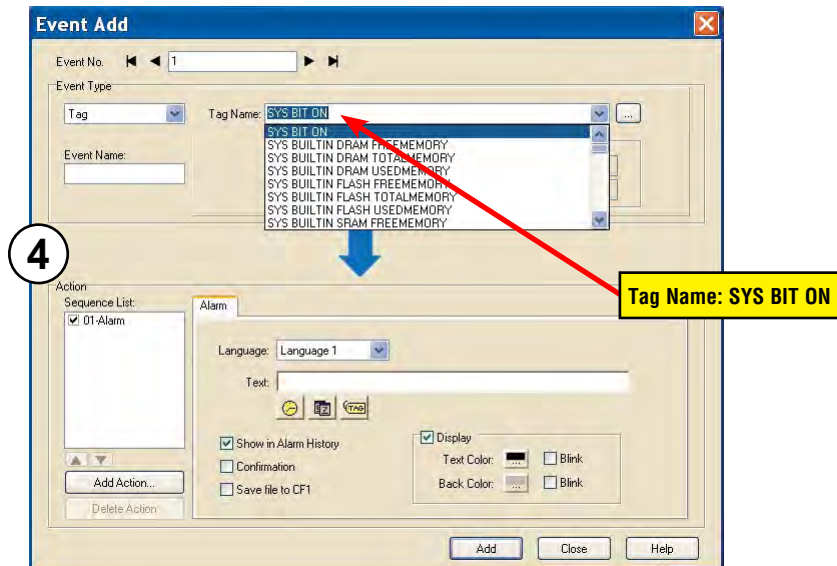 Event Add
Event No. 1
Event Type
Tag
Tag Name: SYS BIT ON
...
SYS BIT ON
SYS BUILTIN DRAM FREEMEMORY
SYS BUILTIN DRAM TOTALMEMORY
SYS BUILTIN DRAM USEDMEMORY
SYS BUILTIN FLASH FREEMEMORY
SYS BUILTIN FLASH TOTALMEMORY
SYS BUILTIN FLASH USEDMEMORY
SYS BUILTIN SRAM FREEMEMORY
Event Name:
4
Tag Name: SYS BIT ON
Action
Sequence List:
01-Alarm
Alarm
Language: Language 1
Text:
TAG
Show in Alarm History
Confirmation
Save file to CF1
Display
Text Color: ... Blink
Back Color: ... Blink
Add Action...
Delete Action
Add
Close
Help